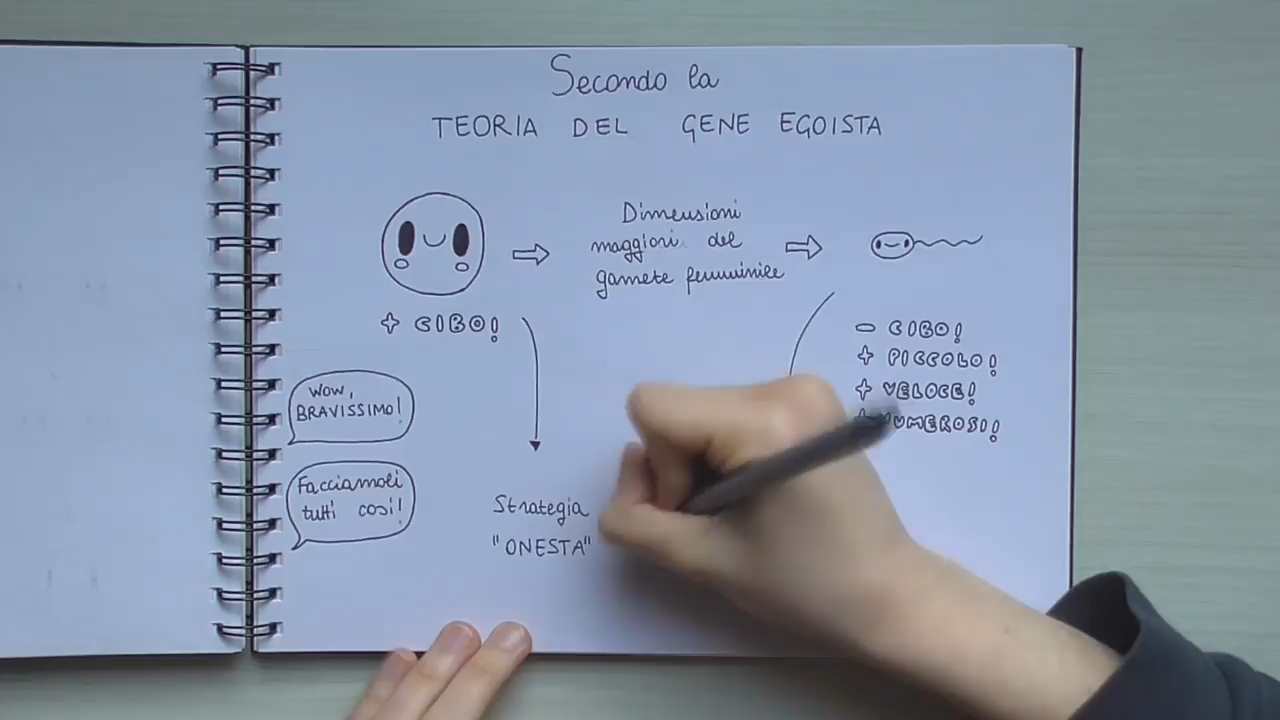 Secondo la
TEORIA DEL GENE EGOISTA
Dimensioni
maggiori del
gamete femminile
+ CIBO!
- CIBO!
+ PICCOLO!
+ VELOCE!
+ NUMEROSI!
WOW,
BRAVISSIMO!
Facciamoli
tutti così!
Strategia
"ONESTA"